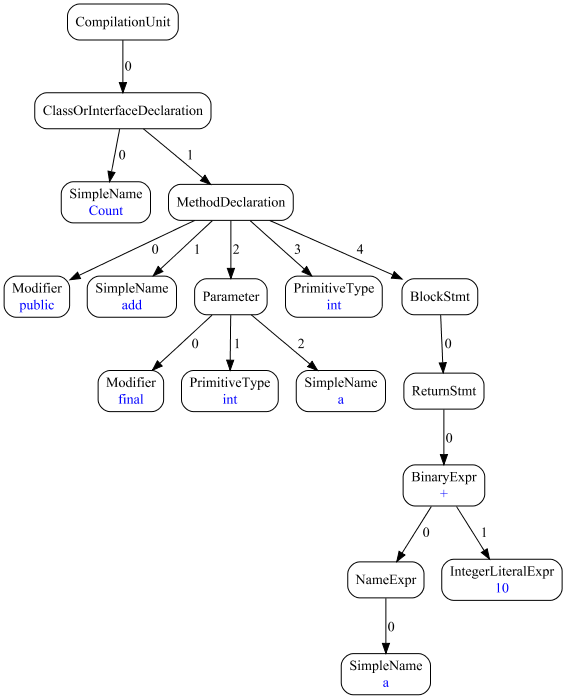 CompilationUnit
0
ClassOrInterfaceDeclaration
0
1
SimpleName
Count
MethodDeclaration
0
1
2
3
4
Modifier
public
SimpleName
add
Parameter
PrimitiveType
int
BlockStmt
0
1
2
0
Modifier
final
PrimitiveType
int
SimpleName
a
ReturnStmt
0
BinaryExpr
+
0
1
NameExpr
IntegerLiteralExpr
10
0
SimpleName
a